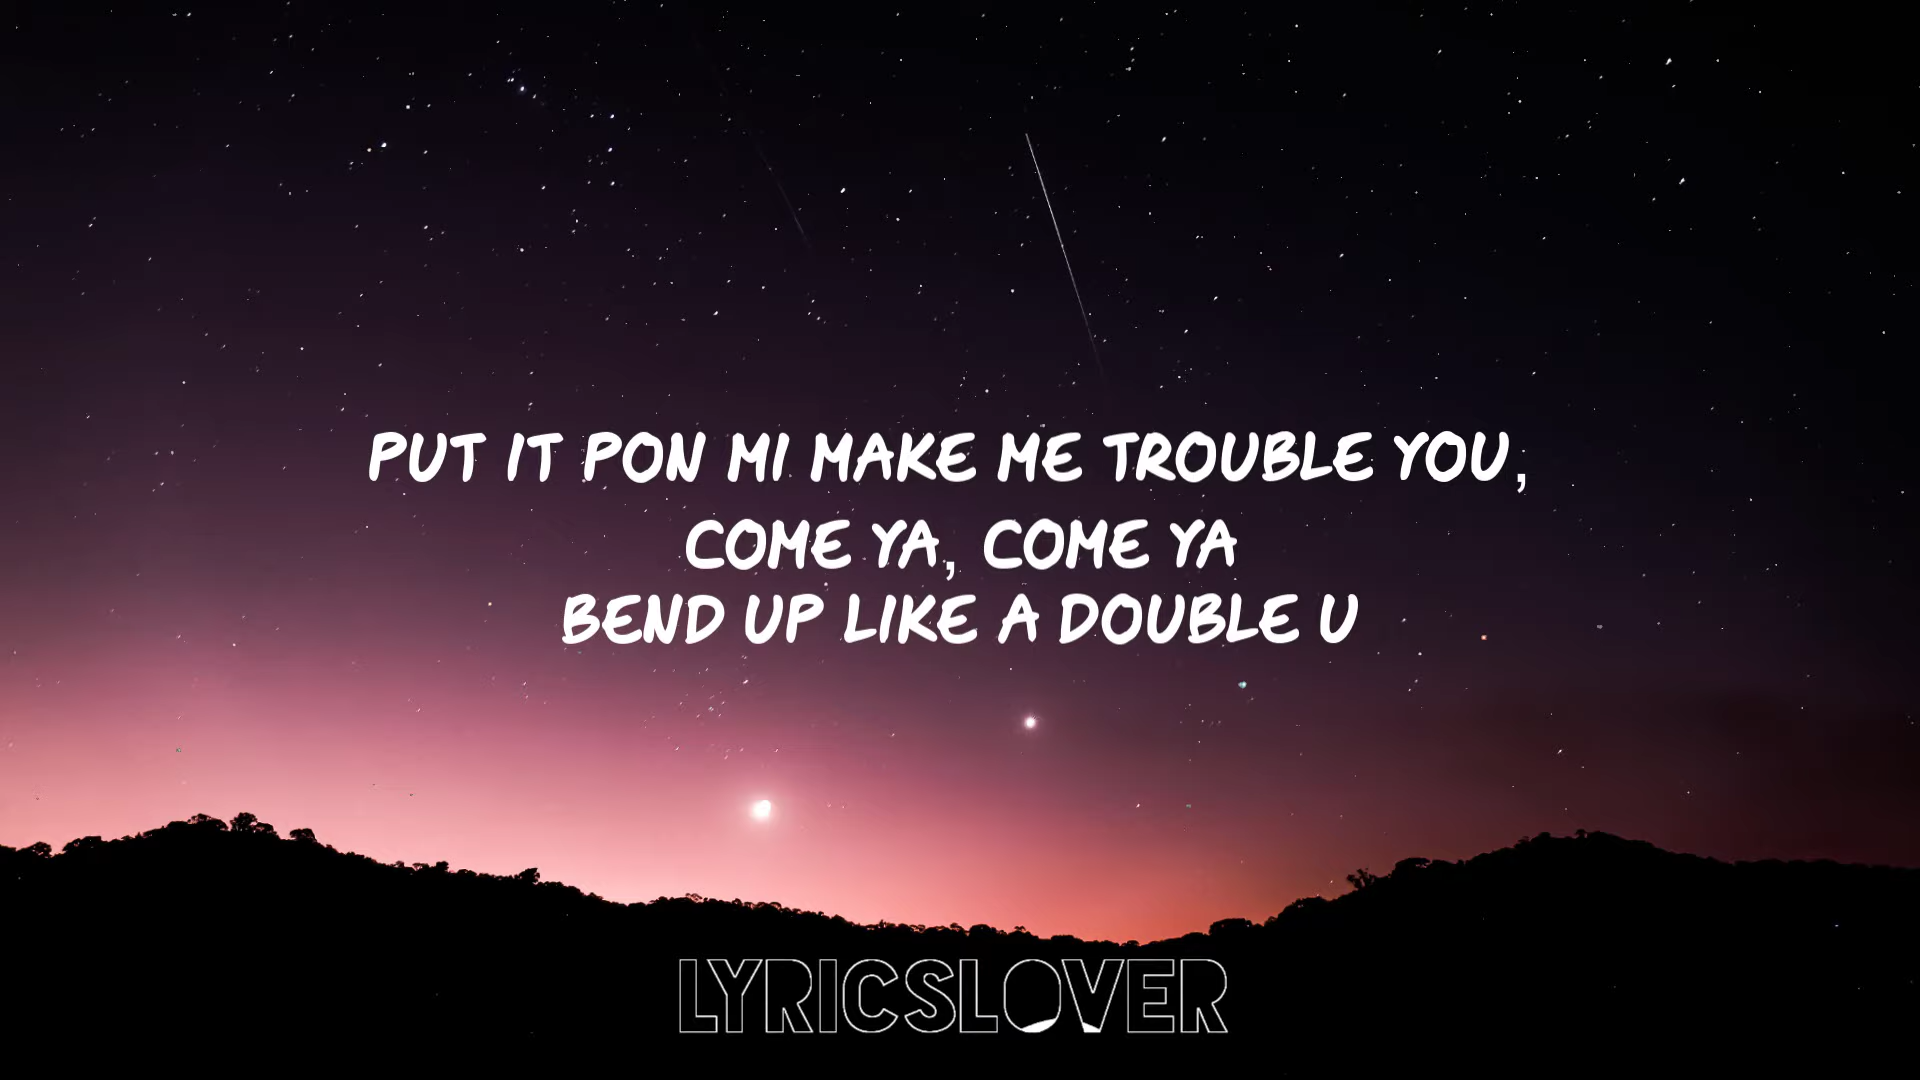 PUT IT PON MI MAKE ME TROUBLE YOU,
COME YA, COME YA
BEND UP LIKE A DOUBLE U
LYRICSLOVER